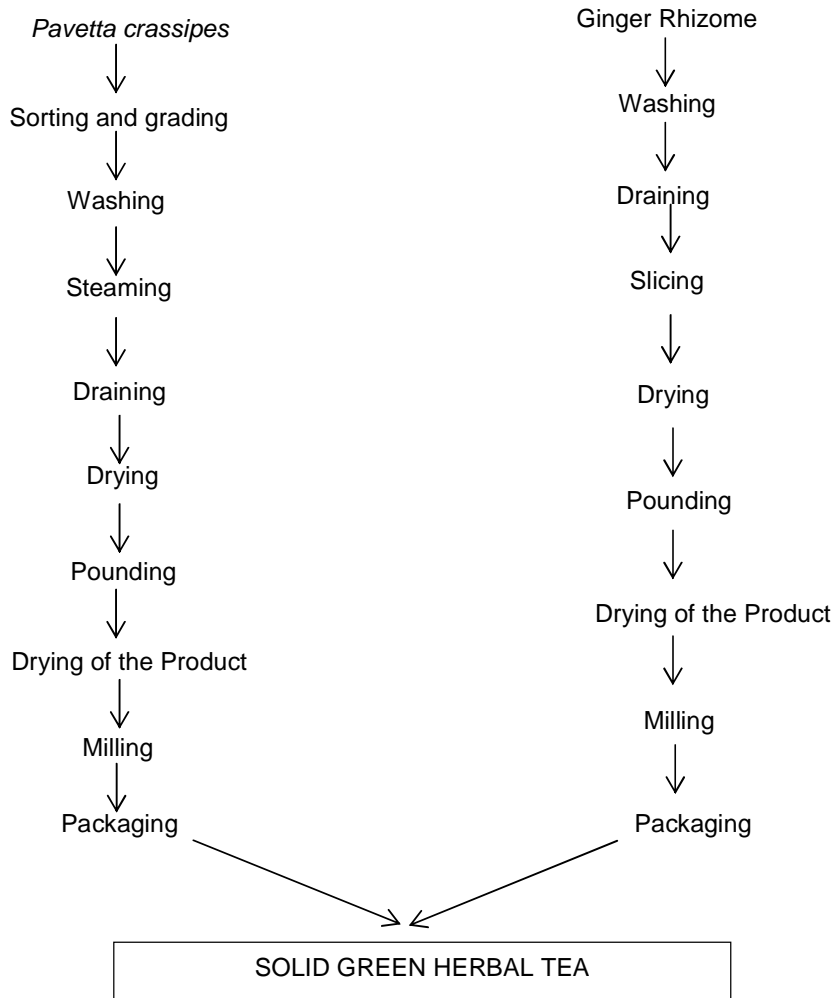 Pavetta crassipes
Sorting and grading
Washing
Steaming
Draining
Drying
Pounding
Drying of the Product
Milling
Packaging
Ginger Rhizome
Washing
Draining
Slicing
Drying
Pounding
Drying of the Product
Milling
Packaging
SOLID GREEN HERBAL TEA